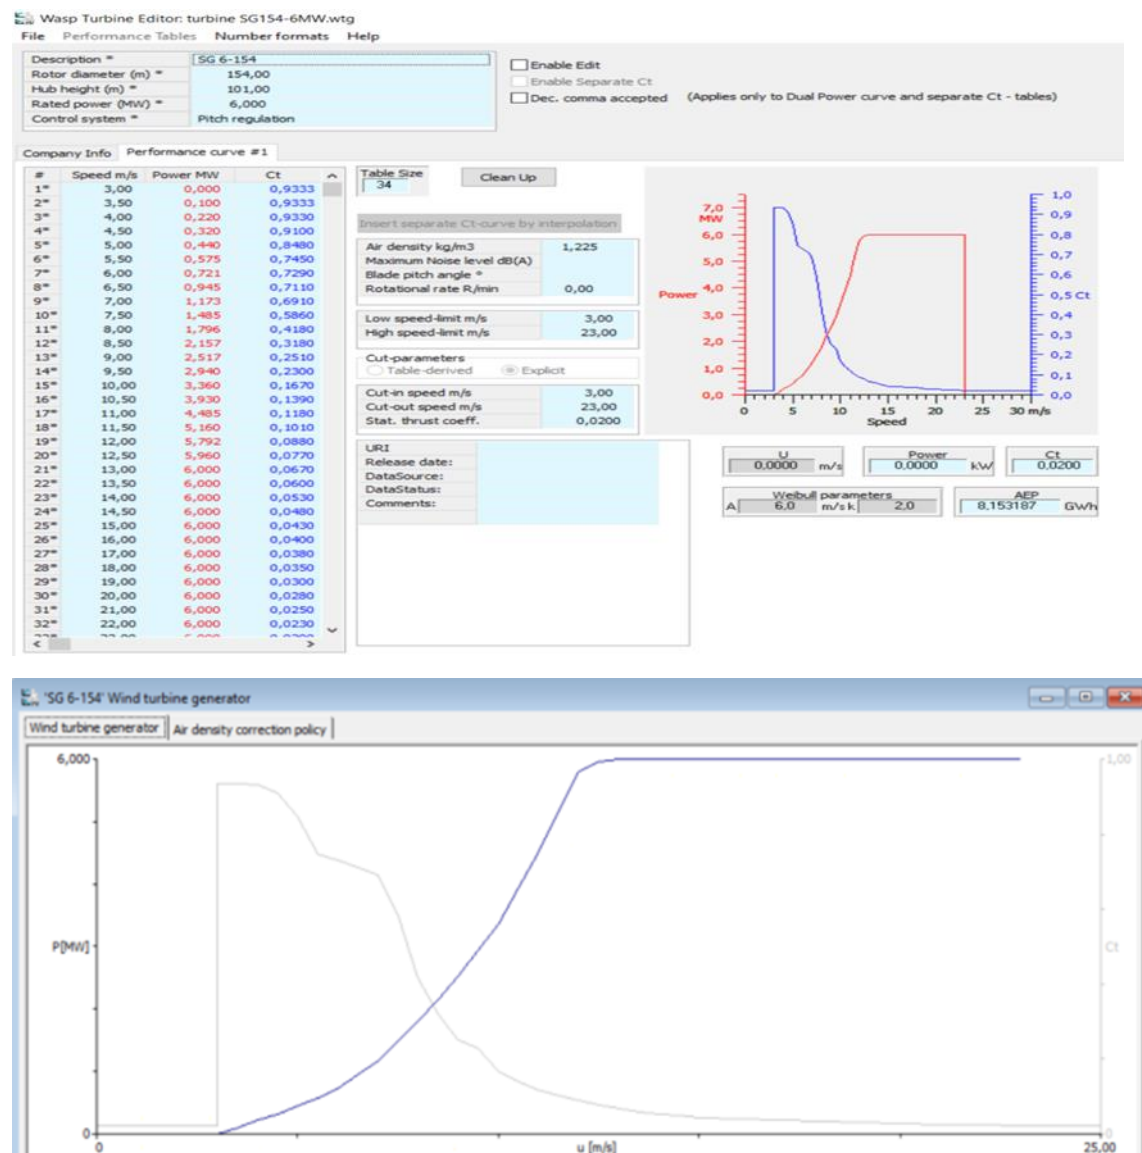 Wasp Turbine Editor: turbine SG154-6MW.wtg
File Performance Tables Number formats Help
Description * SG 6-154
Rotor diameter (m) * 154,00
Hub height (m) * 101,00
Rated power (MW) * 6,000
Control system * Pitch regulation
Enable Edit
Enable Separate Ct
Dec. comma accepted (Applies only to Dual Power curve and separate Ct - tables)
Company Info Performance curve #1
# Speed m/s Power MW Ct
1* 3,00 0,000 0,9333
2* 3,50 0,100 0,9333
3* 4,00 0,220 0,9330
4* 4,50 0,320 0,9100
5* 5,00 0,440 0,8480
6* 5,50 0,575 0,7450
7* 6,00 0,721 0,7290
8* 6,50 0,945 0,7110
9* 7,00 1,173 0,6910
10* 7,50 1,485 0,5860
11* 8,00 1,796 0,4180
12* 8,50 2,157 0,3180
13* 9,00 2,517 0,2510
14* 9,50 2,940 0,2300
15* 10,00 3,360 0,1670
16* 10,50 3,930 0,1390
17* 11,00 4,485 0,1180
18* 11,50 5,160 0,1010
19* 12,00 5,792 0,0880
20* 12,50 5,960 0,0770
21* 13,00 6,000 0,0670
22* 13,50 6,000 0,0600
23* 14,00 6,000 0,0530
24* 14,50 6,000 0,0480
25* 15,00 6,000 0,0430
26* 16,00 6,000 0,0400
27* 17,00 6,000 0,0380
28* 18,00 6,000 0,0350
29* 19,00 6,000 0,0300
30* 20,00 6,000 0,0280
31* 21,00 6,000 0,0250
32* 22,00 6,000 0,0230
Table Size
34
Clean Up
Insert separate Ct-curve by interpolation
Air density kg/m3 1,225
Maximum Noise level dB(A)
Blade pitch angle °
Rotational rate R/min 0,00
Low speed-limit m/s 3,00
High speed-limit m/s 23,00
Cut-parameters
Table-derived Explicit
Cut-in speed m/s 3,00
Cut-out speed m/s 23,00
Stat. thrust coeff. 0,0200
URI
Release date:
DataSource:
DataStatus:
Comments:
7,0
MW
6,0
5,0
Power 4,0
3,0
2,0
1,0
0,0
1,0
0,9
0,8
0,7
0,6
0,5 Ct
0,4
0,3
0,2
0,1
0,0
0 5 10 15 20 25 30 m/s
Speed
U
0,0000 m/s
Power
0,0000 kW
Ct
0,0200
Weibull parameters
A 6,0 m/s k 2,0
AEP
8,153187 GWh
'SG 6-154' Wind turbine generator
Wind turbine generator Air density correction policy
6,000
1,00
P[MW]
Ct
0
0
0 u [m/s] 25,00